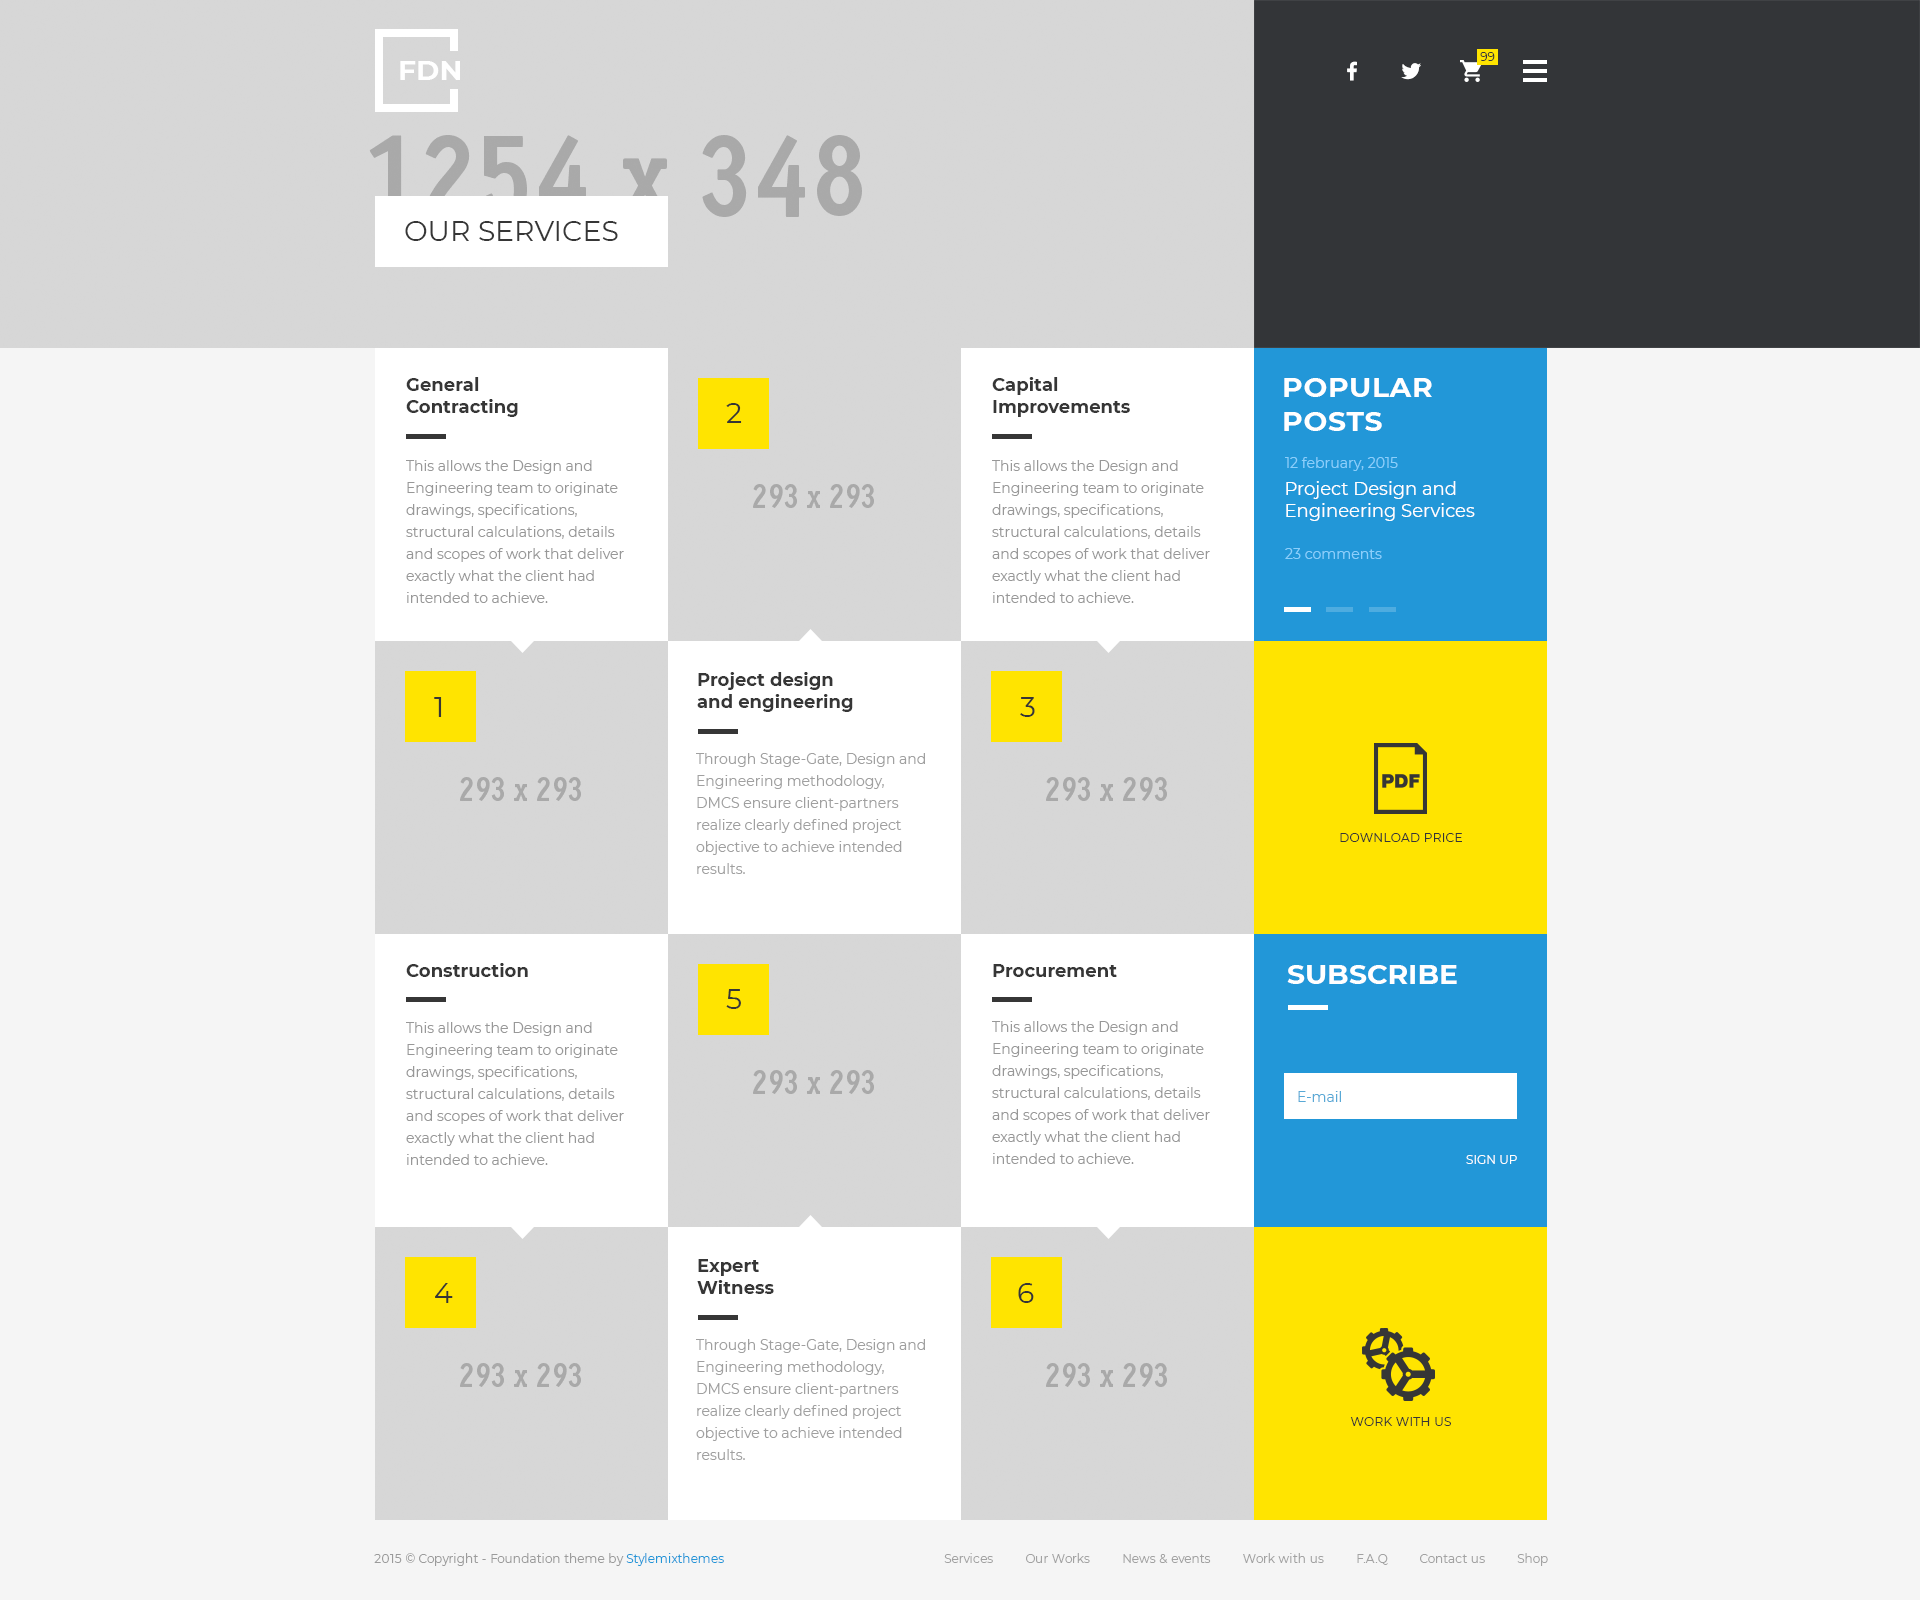 FDN
99
1254 x 348
OUR SERVICES
General
Contracting
This allows the Design and
Engineering team to originate
drawings, specifications,
structural calculations, details
and scopes of work that deliver
exactly what the client had
intended to achieve.
2
293 x 293
Capital
Improvements
This allows the Design and
Engineering team to originate
drawings, specifications,
structural calculations, details
and scopes of work that deliver
exactly what the client had
intended to achieve.
POPULAR
POSTS
12 february, 2015
Project Design and
Engineering Services
23 comments
1
293 x 293
Project design
and engineering
Through Stage-Gate, Design and
Engineering methodology,
DMCS ensure client-partners
realize clearly defined project
objective to achieve intended
results.
3
293 x 293
PDF
DOWNLOAD PRICE
Construction
This allows the Design and
Engineering team to originate
drawings, specifications,
structural calculations, details
and scopes of work that deliver
exactly what the client had
intended to achieve.
5
293 x 293
Procurement
This allows the Design and
Engineering team to originate
drawings, specifications,
structural calculations, details
and scopes of work that deliver
exactly what the client had
intended to achieve.
SUBSCRIBE
E-mail
SIGN UP
4
293 x 293
Expert
Witness
Through Stage-Gate, Design and
Engineering methodology,
DMCS ensure client-partners
realize clearly defined project
objective to achieve intended
results.
6
293 x 293
WORK WITH US
2015 © Copyright - Foundation theme by Stylemixthemes
Services Our Works News & events Work with us F.A.Q Contact us Shop